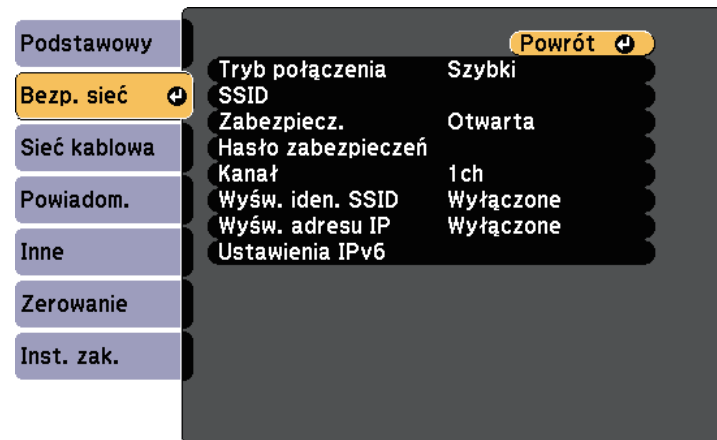 Podstawowy
Bezp. sieć
Sieć kablowa
Powiadom.
Inne
Zerowanie
Inst. zak.
Powrót
Tryb połączenia Szybki
SSID
Zabezpiecz. Otwarta
Hasło zabezpieczeń
Kanał 1ch
Wyśw. iden. SSID Wyłączone
Wyśw. adresu IP Wyłączone
Ustawienia IPv6